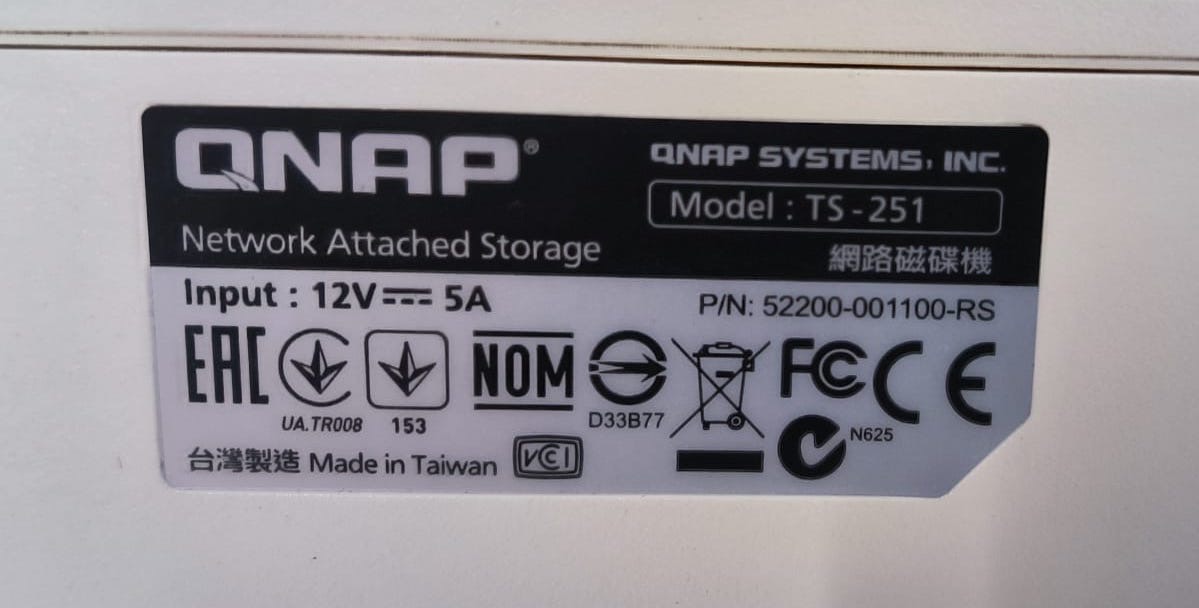 QNAP®
Network Attached Storage
QNAP SYSTEMS, INC.
Model : TS-251
網路磁碟機
Input : 12V 5A
P/N: 52200-001100-RS
EAC
UA.TR008
153
NOM
D33B77
FC CE
N625
台灣製造 Made in Taiwan
VCI